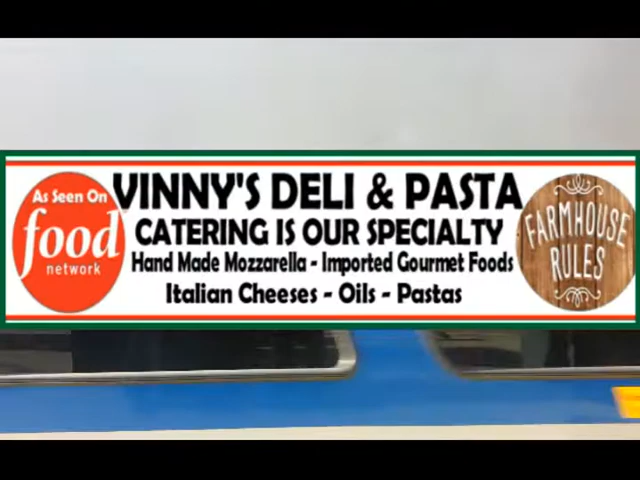 As Seen On
food
network
VINNY'S DELI & PASTA
CATERING IS OUR SPECIALTY
Hand Made Mozzarella - Imported Gourmet Foods
Italian Cheeses - Oils - Pastas
FARMHOUSE
RULES